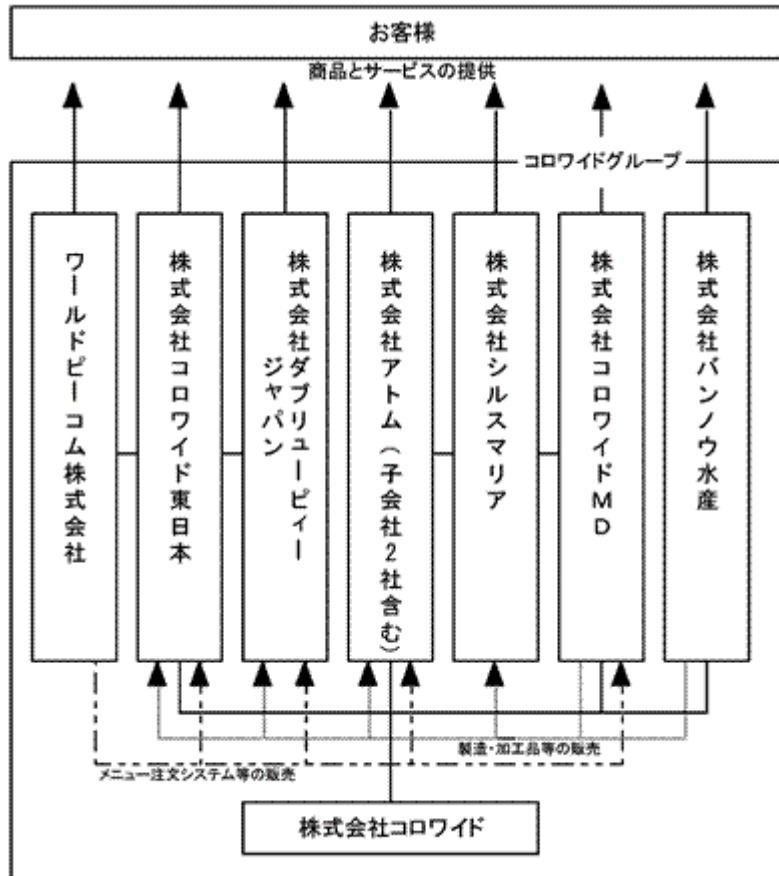 お客様
商品とサービスの提供
コロワイドグループ
ワールドピーコム株式会社
株式会社コロワイド東日本
株式会社ダブリューピィー
ジャパン
株式会社アトム（子会社２社含む）
株式会社シルスマリア
株式会社コロワイドＭＤ
株式会社バンノウ水産
製造・加工品等の販売
メニュー注文システム等の販売
株式会社コロワイド